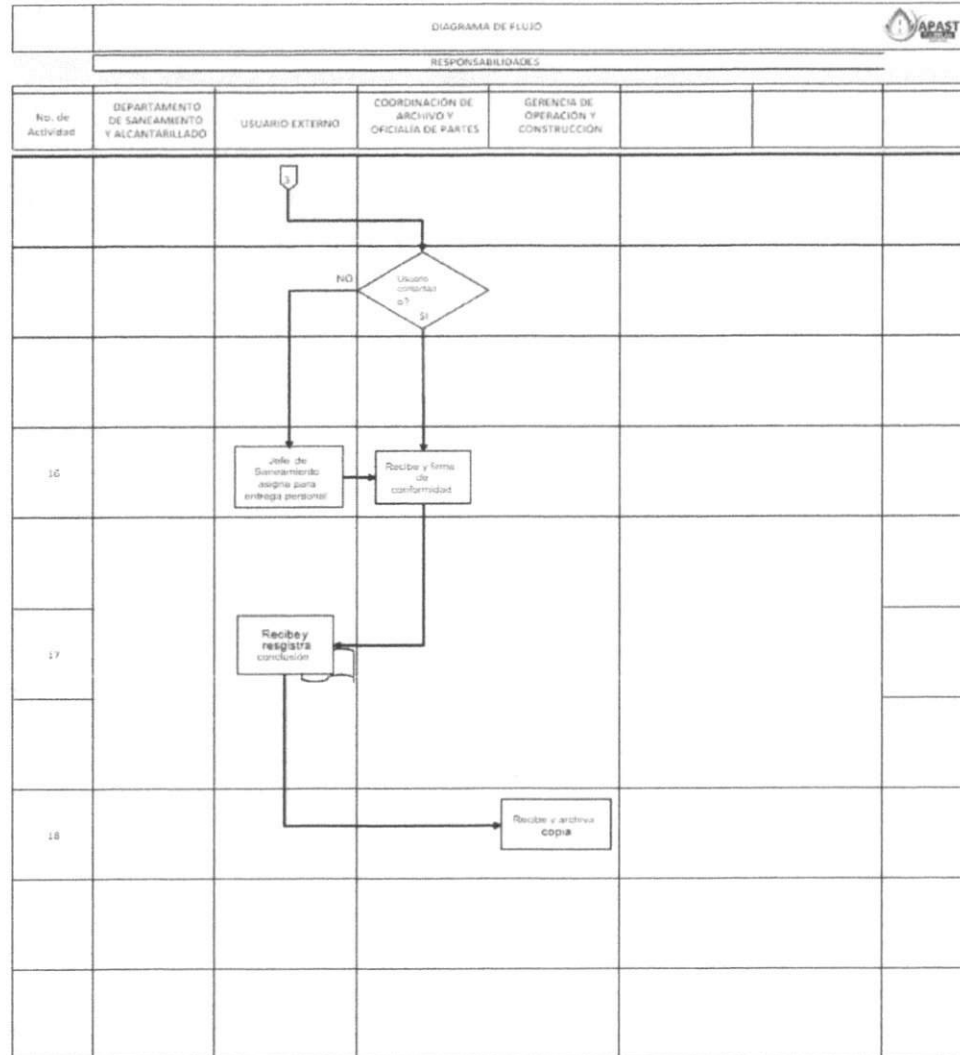 DIAGRAMA DE FLUJO
APAST
RESPONSABILIDADES
No. de
Actividad
DEPARTAMENTO
DE SANEAMIENTO
Y ALCANTARILLADO
USUARIO EXTERNO
COORDINACIÓN DE
ARCHIVO Y
OFICIALÍA DE PARTES
GERENCIA DE
OPERACIÓN Y
CONSTRUCCIÓN
3
NO
Usuario
contactad
o?
SI
16
Jefe de
Saneamiento
asigna para
entrega personal
Recibe y firma
de
conformidad
17
Recibe y
resgistra
conclusión
18
Recibe y archiva
copia